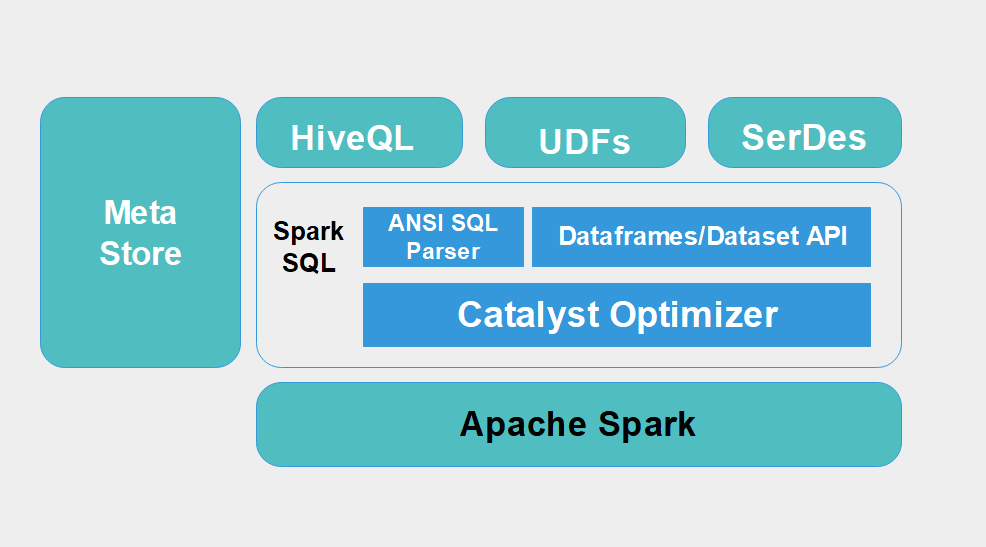 HiveQL
UDFs
SerDes
Meta
Store
Spark
SQL
ANSI SQL
Parser
Dataframes/Dataset API
Catalyst Optimizer
Apache Spark